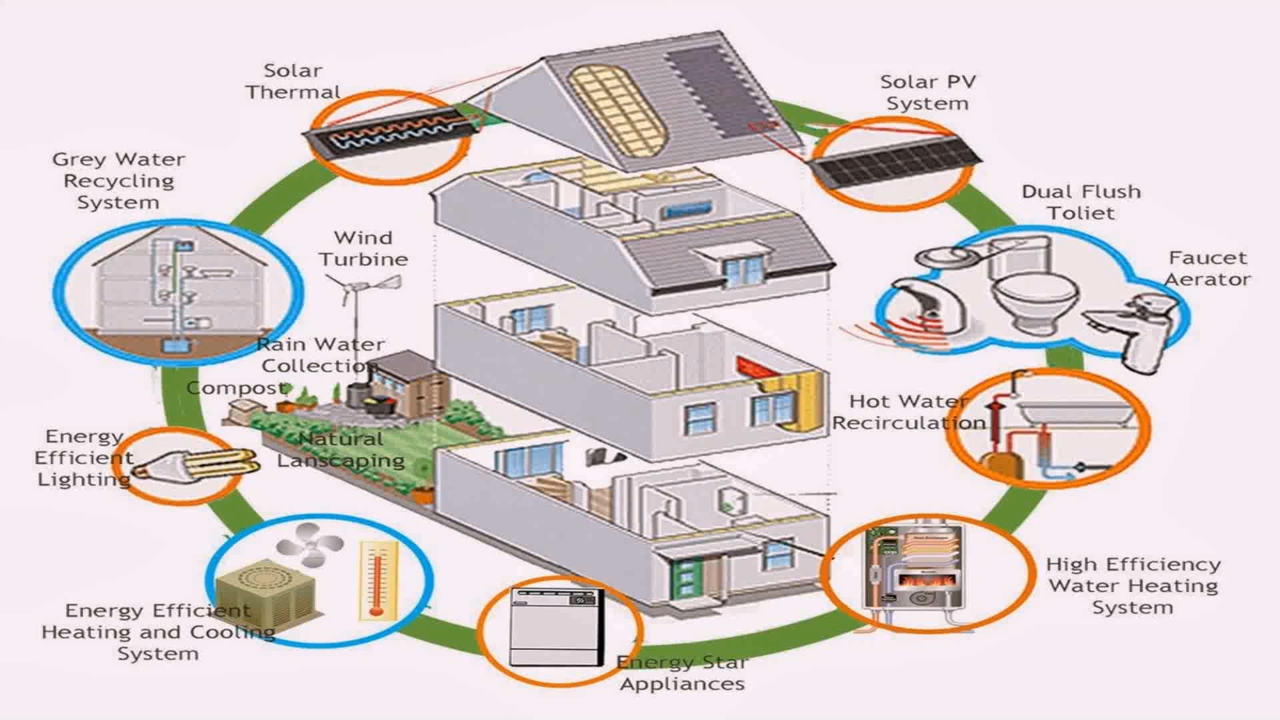 Solar
Thermal
Solar PV
System
Grey Water
Recycling
System
Dual Flush
Toliet
Wind
Turbine
Faucet
Aerator
Rain Water
Collection
Compost
Hot Water
Recirculation
Energy
Efficient
Lighting
Natural
Lanscaping
High Efficiency
Water Heating
System
Energy Efficient
Heating and Cooling
System
Energy Star
Appliances